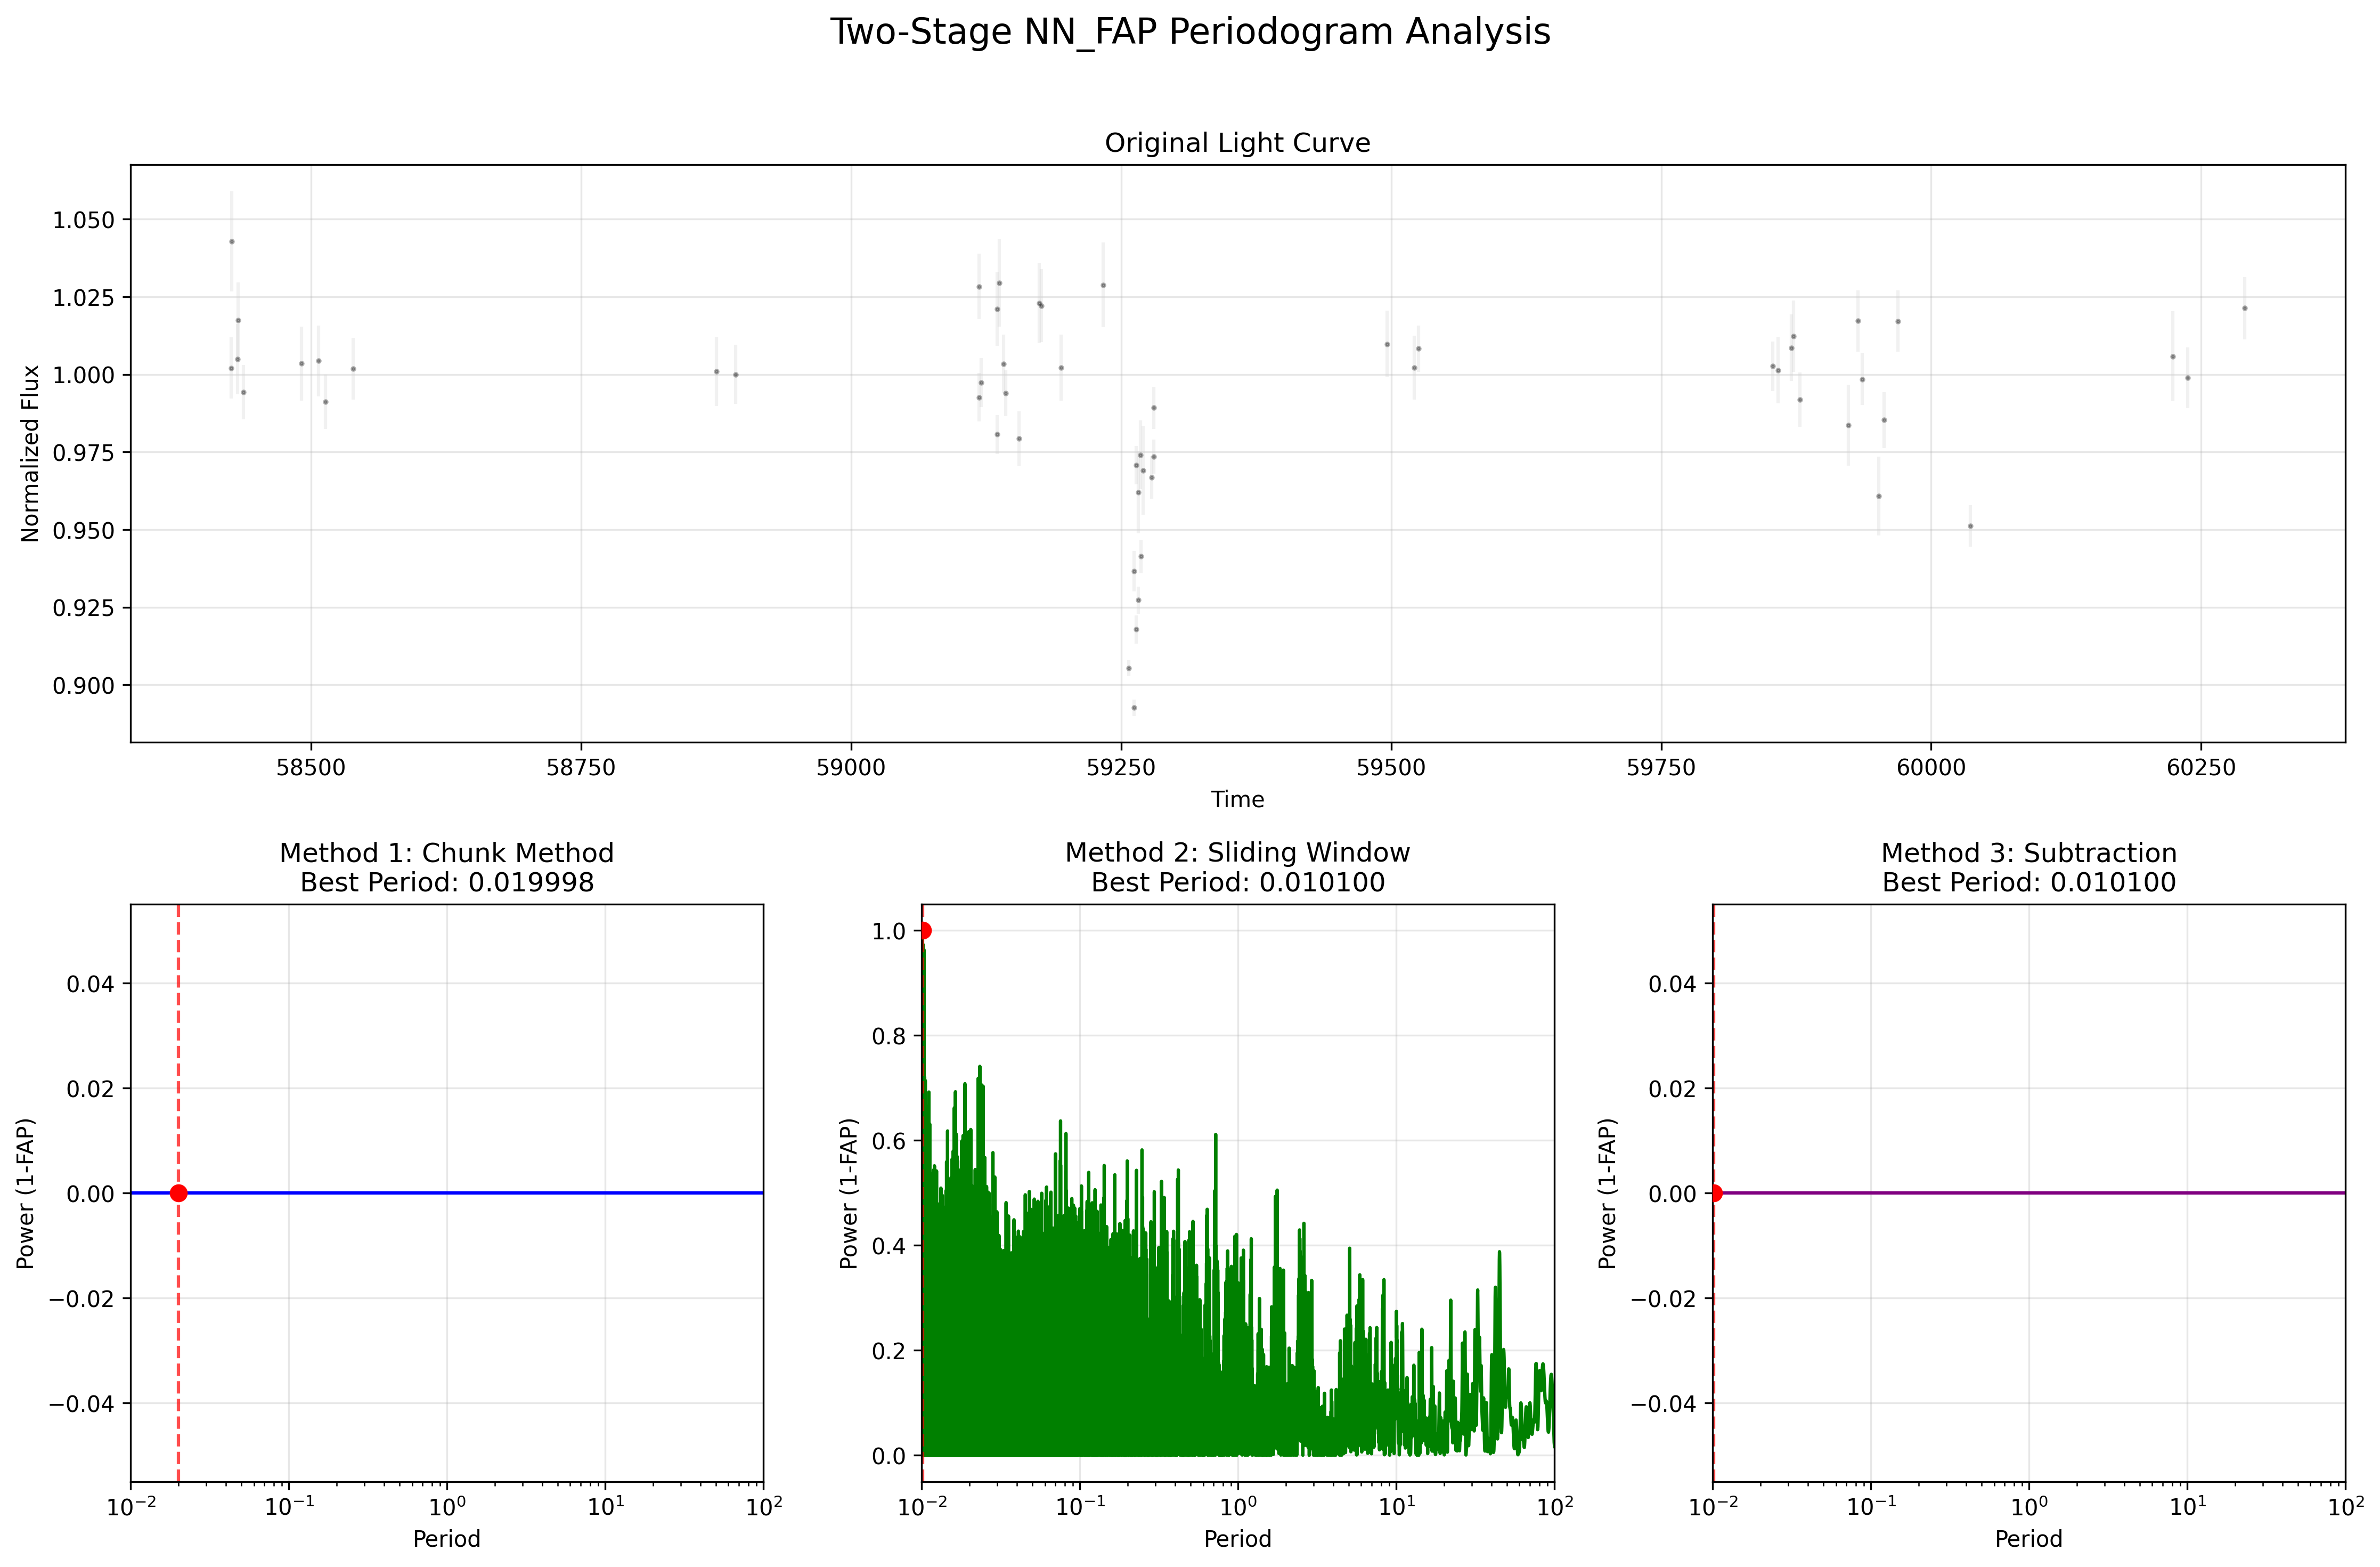 Two-Stage NN_FAP Periodogram Analysis
Original Light Curve
Normalized Flux
1.050
1.025
1.000
0.975
0.950
0.925
0.900
58500 58750 59000 59250 59500 59750 60000 60250
Time
Method 1: Chunk Method
Best Period: 0.019998
Power (1-FAP)
0.04
0.02
0.00
−0.02
−0.04
10⁻² 10⁻¹ 10⁰ 10¹ 10²
Period
Method 2: Sliding Window
Best Period: 0.010100
Power (1-FAP)
1.0
0.8
0.6
0.4
0.2
0.0
10⁻² 10⁻¹ 10⁰ 10¹ 10²
Period
Method 3: Subtraction
Best Period: 0.010100
Power (1-FAP)
0.04
0.02
0.00
−0.02
−0.04
10⁻² 10⁻¹ 10⁰ 10¹ 10²
Period